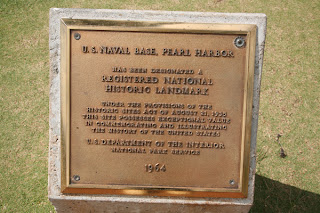 U.S. NAVAL BASE, PEARL HARBOR
HAS BEEN DESIGNATED A
REGISTERED NATIONAL
HISTORIC LANDMARK
UNDER THE PROVISIONS OF THE
HISTORIC SITES ACT OF AUGUST 21, 1935
THIS SITE POSSESSES EXCEPTIONAL VALUE
IN COMMEMORATING AND ILLUSTRATING
THE HISTORY OF THE UNITED STATES
U.S. DEPARTMENT OF THE INTERIOR
NATIONAL PARK SERVICE
1964